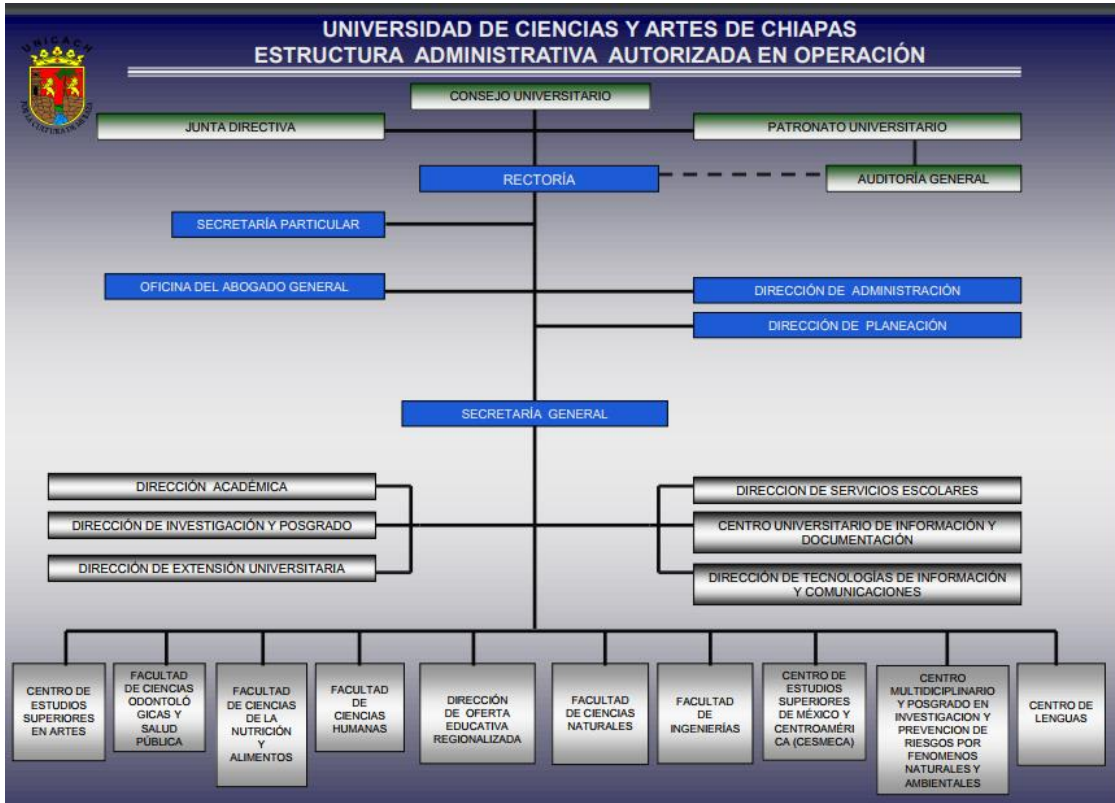 UNIVERSIDAD DE CIENCIAS Y ARTES DE CHIAPAS
ESTRUCTURA ADMINISTRATIVA AUTORIZADA EN OPERACIÓN
UNICACH
CONSEJO UNIVERSITARIO
JUNTA DIRECTIVA
PATRONATO UNIVERSITARIO
RECTORÍA
AUDITORÍA GENERAL
SECRETARÍA PARTICULAR
OFICINA DEL ABOGADO GENERAL
DIRECCIÓN DE ADMINISTRACIÓN
DIRECCIÓN DE PLANEACIÓN
SECRETARÍA GENERAL
DIRECCIÓN ACADÉMICA
DIRECCIÓN DE INVESTIGACIÓN Y POSGRADO
DIRECCIÓN DE EXTENSIÓN UNIVERSITARIA
DIRECCION DE SERVICIOS ESCOLARES
CENTRO UNIVERSITARIO DE INFORMACIÓN Y
DOCUMENTACIÓN
DIRECCIÓN DE TECNOLOGÍAS DE INFORMACIÓN
Y COMUNICACIONES
CENTRO DE
ESTUDIOS
SUPERIORES
EN ARTES
FACULTAD
DE CIENCIAS
ODONTOLÓ
GICAS Y
SALUD
PÚBLICA
FACULTAD
DE CIENCIAS
DE LA
NUTRICIÓN
Y
ALIMENTOS
FACULTAD
DE
CIENCIAS
HUMANAS
DIRECCIÓN
DE OFERTA
EDUCATIVA
REGIONALIZADA
FACULTAD
DE CIENCIAS
NATURALES
FACULTAD
DE
INGENIERÍAS
CENTRO DE
ESTUDIOS
SUPERIORES
DE MÉXICO Y
CENTROAMÉRI
CA (CESMECA)
CENTRO
MULTIDICIPLINARIO
Y POSGRADO EN
INVESTIGACION Y
PREVENCION DE
RIESGOS POR
FENOMENOS
NATURALES Y
AMBIENTALES
CENTRO DE
LENGUAS